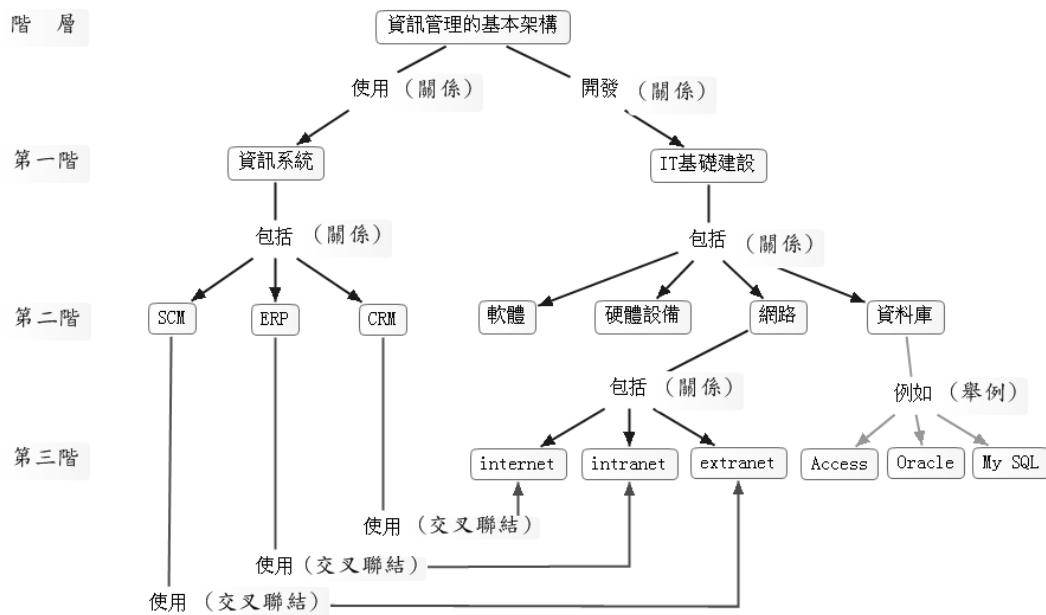 階 層
資訊管理的基本架構
使用 (關係)
開發 (關係)
第一階
資訊系統
IT基礎建設
包括 (關係)
包括 (關係)
第二階
SCM
ERP
CRM
軟體
硬體設備
網路
資料庫
包括 (關係)
例如 (舉例)
第三階
internet
intranet
extranet
Access
Oracle
My SQL
使用 (交叉聯結)
使用 (交叉聯結)
使用 (交叉聯結)